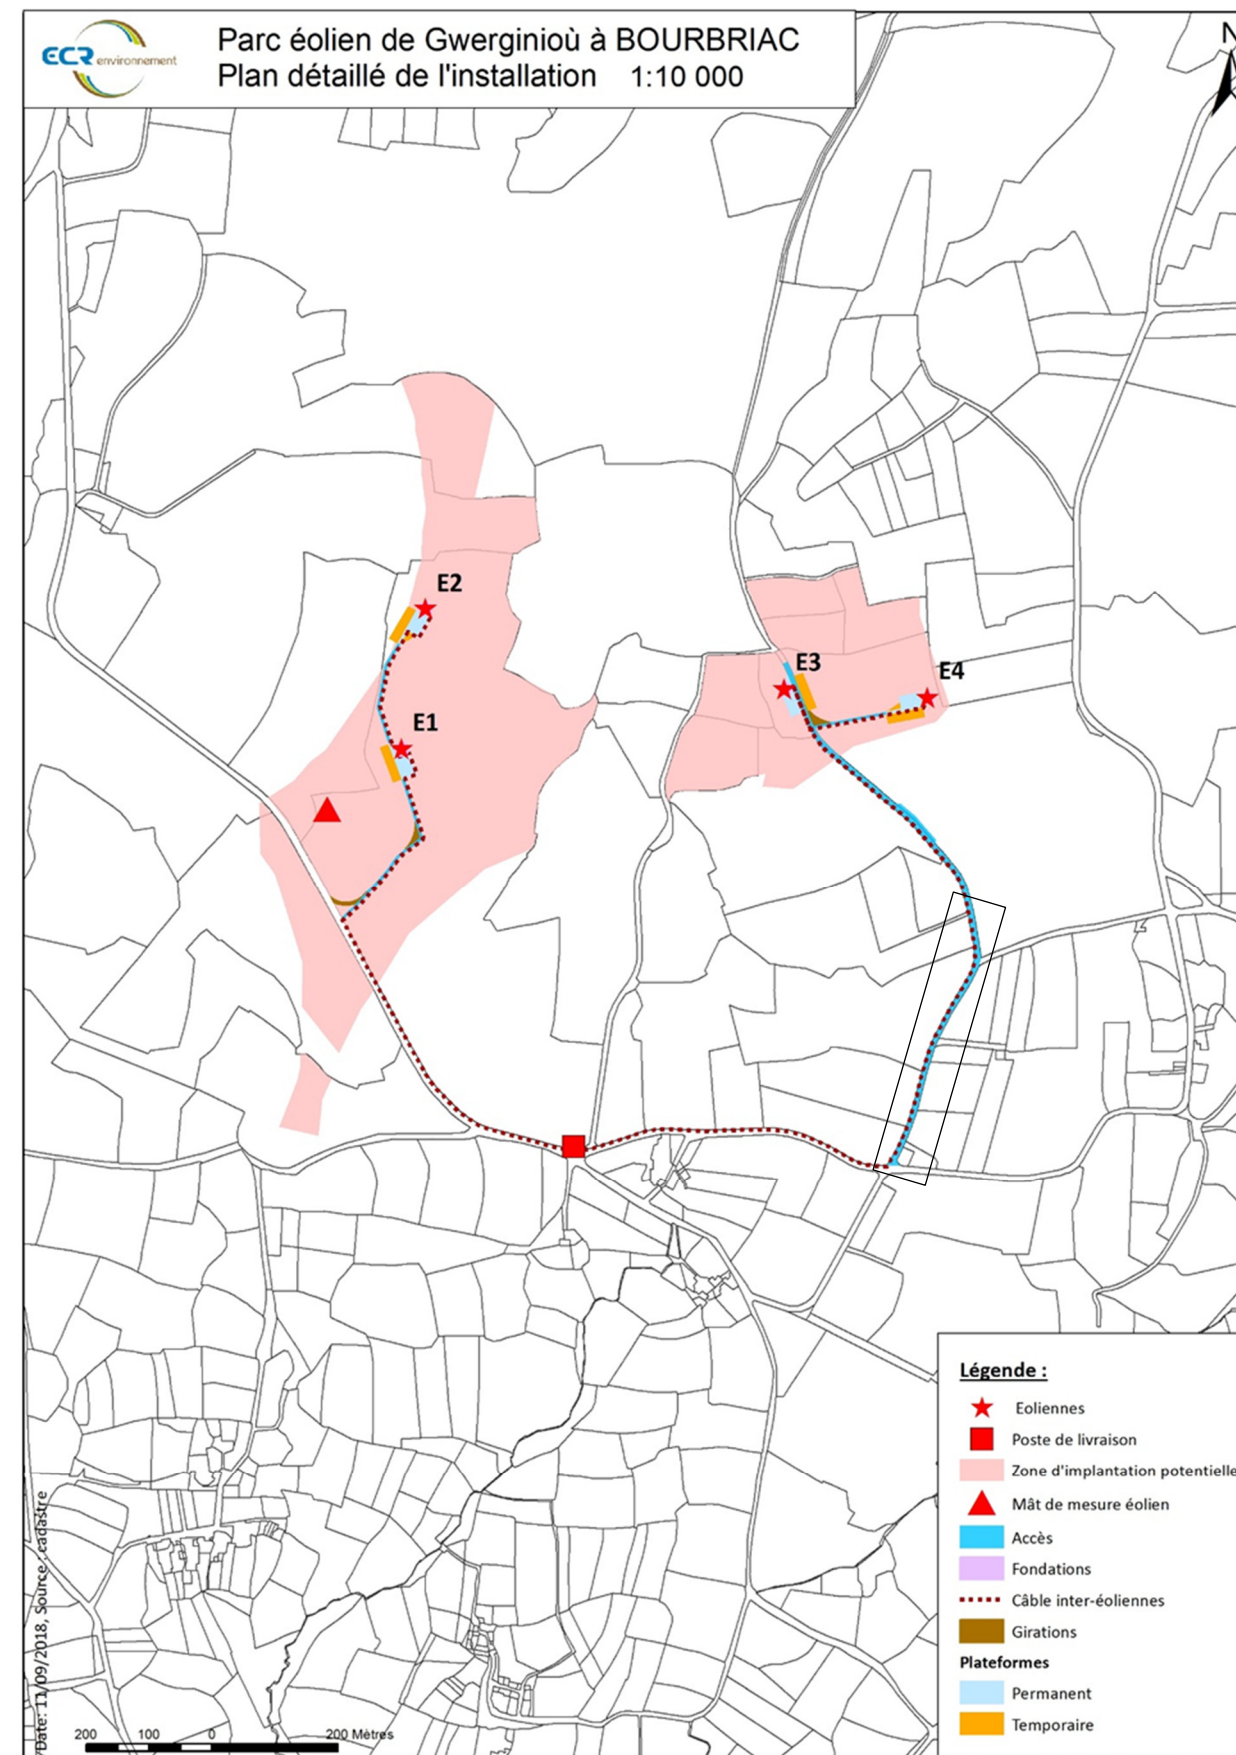 ECR environnement
Parc éolien de Gwerginioù à BOURBRIAC
Plan détaillé de l'installation 1:10 000
N
E2
E1
E3
E4
Légende :
Eoliennes
Poste de livraison
Zone d'implantation potentielle
Mât de mesure éolien
Accès
Fondations
Câble inter-éoliennes
Girations
Plateformes
Permanent
Temporaire
Date: 11/09/2018, Source : cadastre
200 100 0 200 Mètres